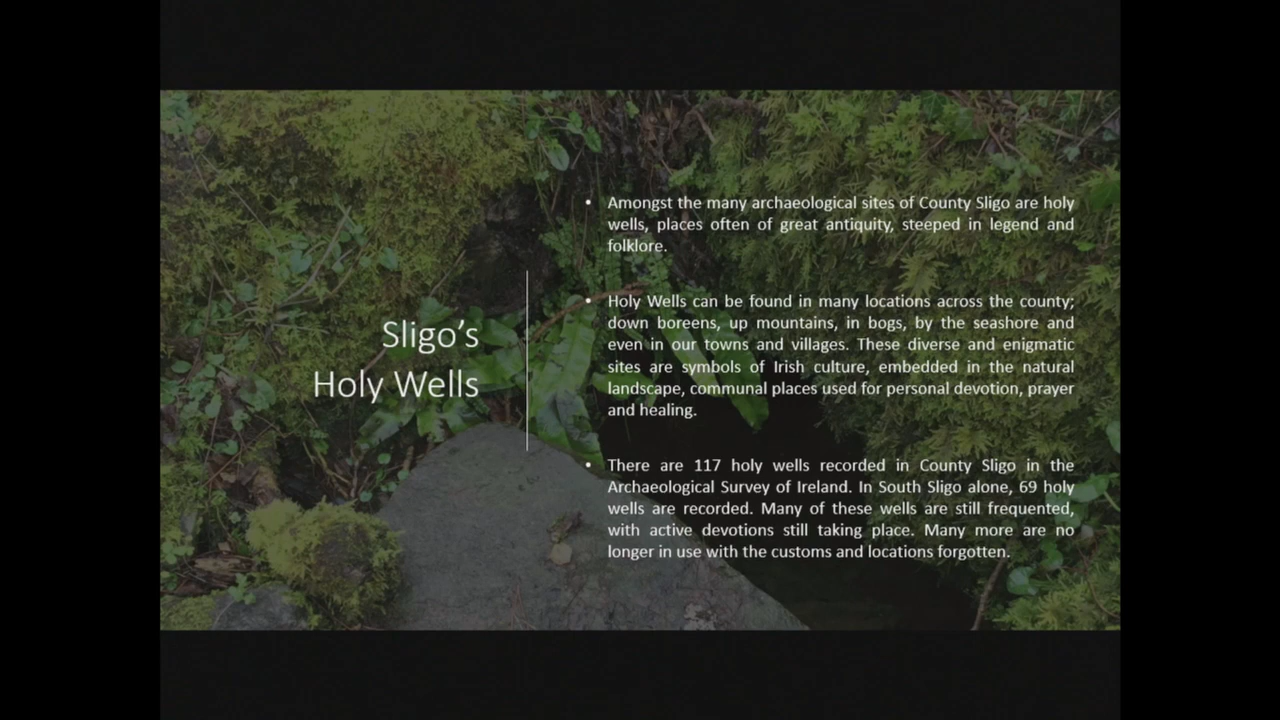 Sligo's
Holy Wells
• Amongst the many archaeological sites of County Sligo are holy
wells, places often of great antiquity, steeped in legend and
folklore.
• Holy Wells can be found in many locations across the county;
down boreens, up mountains, in bogs, by the seashore and
even in our towns and villages. These diverse and enigmatic
sites are symbols of Irish culture, embedded in the natural
landscape, communal places used for personal devotion, prayer
and healing.
• There are 117 holy wells recorded in County Sligo in the
Archaeological Survey of Ireland. In South Sligo alone, 69 holy
wells are recorded. Many of these wells are still frequented,
with active devotions still taking place. Many more are no
longer in use with the customs and locations forgotten.